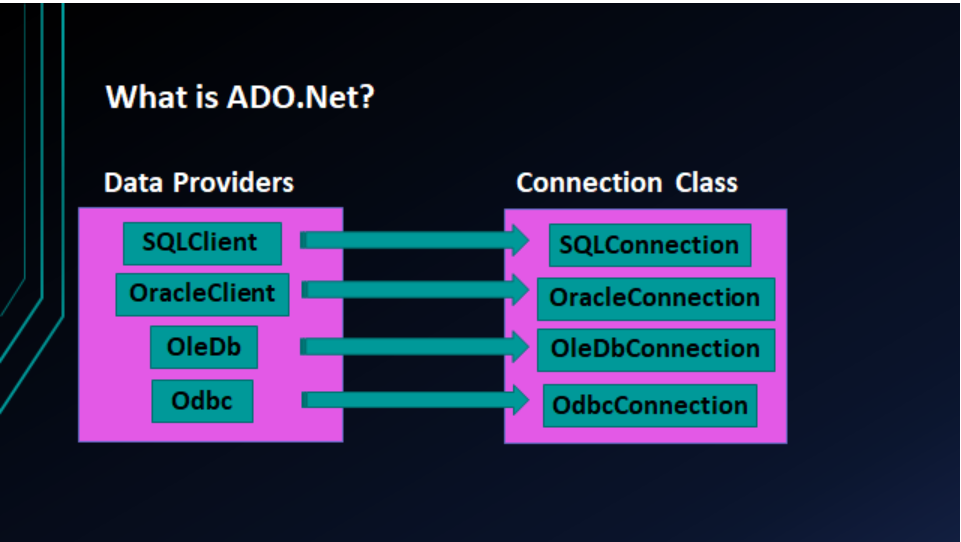 What is ADO.Net?
Data Providers
Connection Class
SQLClient
SQLConnection
OracleClient
OracleConnection
OleDb
OleDbConnection
Odbc
OdbcConnection